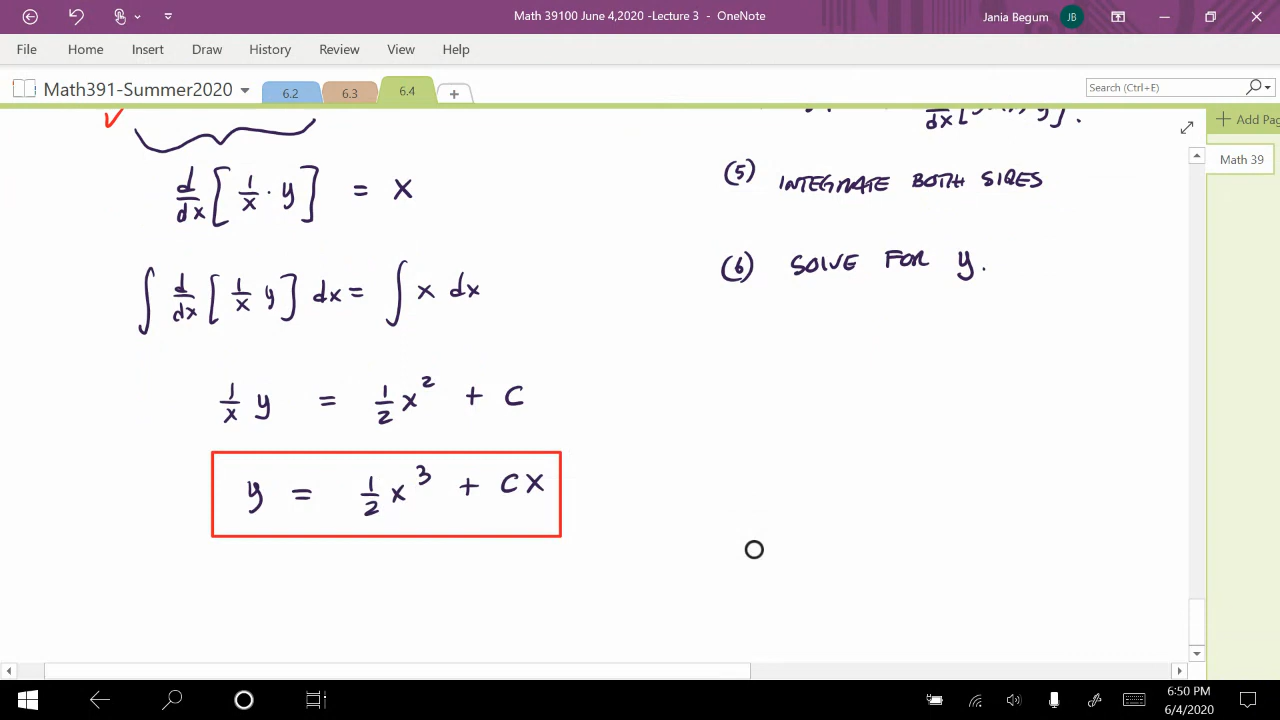 Math 39100 June 4,2020 -Lecture 3 - OneNote
Jania Begum JB
File Home Insert Draw History Review View Help
Math391-Summer2020 6.2 6.3 6.4 +
Search (Ctrl+E)
Add Pag
Math 39
d/dx [1/x · y] = x
∫ d/dx [1/x y] dx = ∫ x dx
1/x y = 1/2 x² + C
y = 1/2 x³ + Cx
(5) INTEGRATE BOTH SIDES
(6) SOLVE FOR y.
6:50 PM
6/4/2020